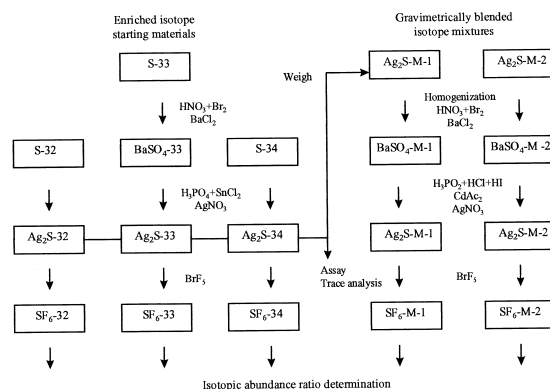 Enriched isotope
starting materials
Gravimetrically blended
isotope mixtures
S-33
Weigh
Ag₂S-M-1
Ag₂S-M-2
HNO₃+Br₂
BaCl₂
Homogenization
HNO₃+Br₂
BaCl₂
S-32
BaSO₄-33
S-34
BaSO₄-M-1
BaSO₄-M -2
H₃PO₄+SnCl₂
AgNO₃
H₃PO₂+HCl+HI
CdAc₂
AgNO₃
Ag₂S-32
Ag₂S-33
Ag₂S-34
Ag₂S-M-1
Ag₂S-M-2
BrF₅
Assay
Trace analysis
BrF₅
SF₆-32
SF₆-33
SF₆-34
SF₆-M-1
SF₆-M-2
Isotopic abundance ratio determination